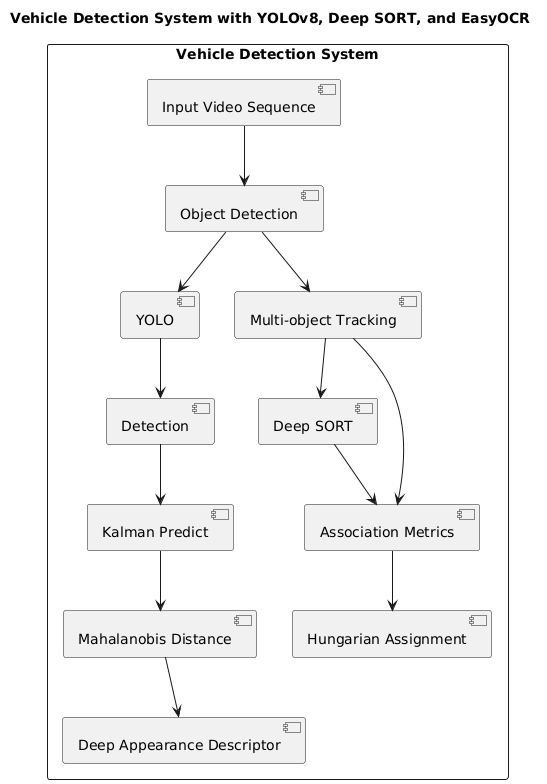 Vehicle Detection System with YOLOv8, Deep SORT, and EasyOCR
Vehicle Detection System
Input Video Sequence
Object Detection
YOLO
Multi-object Tracking
Detection
Deep SORT
Kalman Predict
Association Metrics
Mahalanobis Distance
Hungarian Assignment
Deep Appearance Descriptor